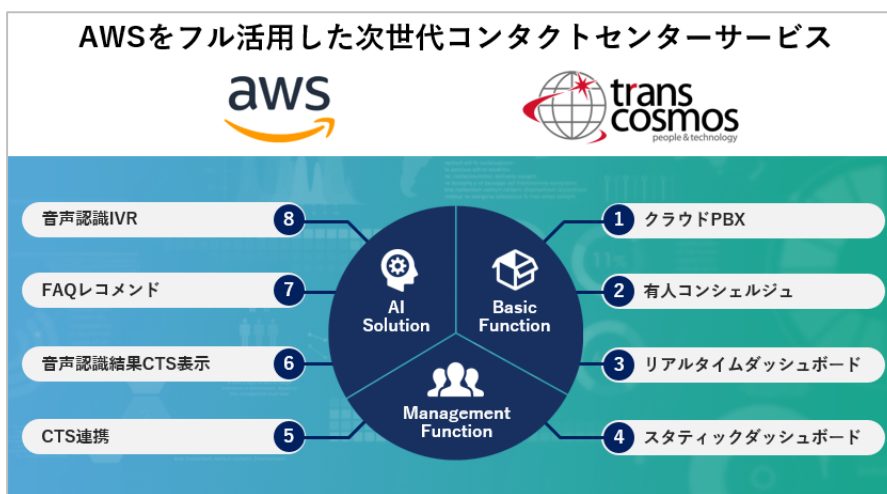 AWSをフル活用した次世代コンタクトセンターサービス
aws
trans
cosmos
people & technology
音声認識IVR 8
FAQレコメンド 7
音声認識結果CTS表示 6
CTS連携 5
AI
Solution
Basic
Function
Management
Function
1 クラウドPBX
2 有人コンシェルジュ
3 リアルタイムダッシュボード
4 スタティックダッシュボード